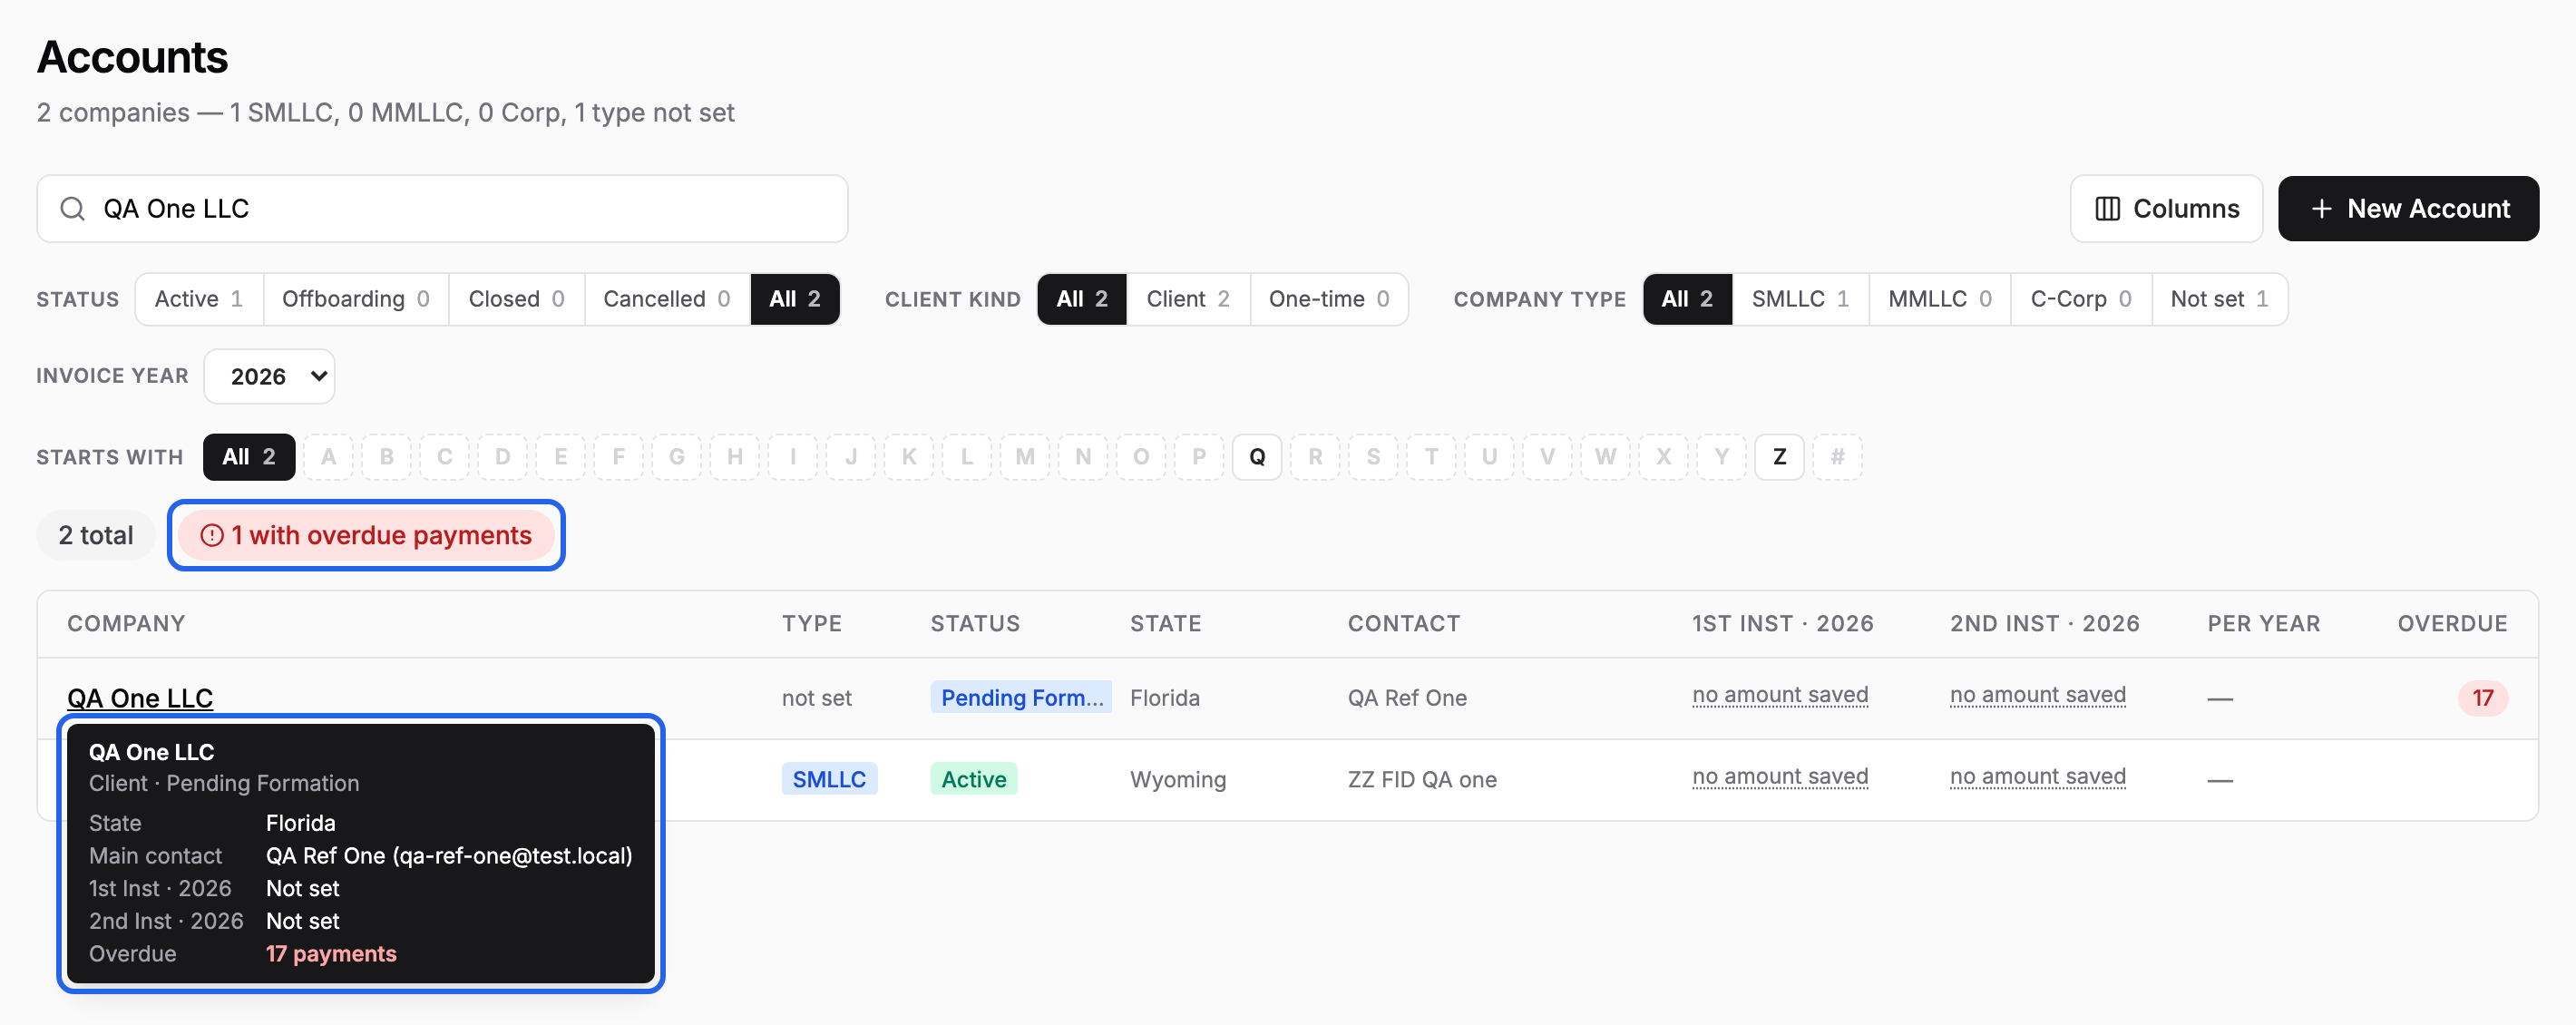 Accounts
2 companies — 1 SMLLC, 0 MMLLC, 0 Corp, 1 type not set
QA One LLC
Columns
New Account
STATUS Active 1 Offboarding 0 Closed 0 Cancelled 0 All 2 CLIENT KIND All 2 Client 2 One-time 0 COMPANY TYPE All 2 SMLLC 1 MMLLC 0 C-Corp 0 Not set 1
INVOICE YEAR 2026
STARTS WITH All 2 A B C D E F G H I J K L M N O P Q R S T U V W X Y Z #
2 total 1 with overdue payments
COMPANY TYPE STATUS STATE CONTACT 1ST INST · 2026 2ND INST · 2026 PER YEAR OVERDUE
QA One LLC not set Pending Form... Florida QA Ref One no amount saved no amount saved — 17
SMLLC Active Wyoming ZZ FID QA one no amount saved no amount saved —
QA One LLC
Client · Pending Formation
State Florida
Main contact QA Ref One (qa-ref-one@test.local)
1st Inst · 2026 Not set
2nd Inst · 2026 Not set
Overdue 17 payments